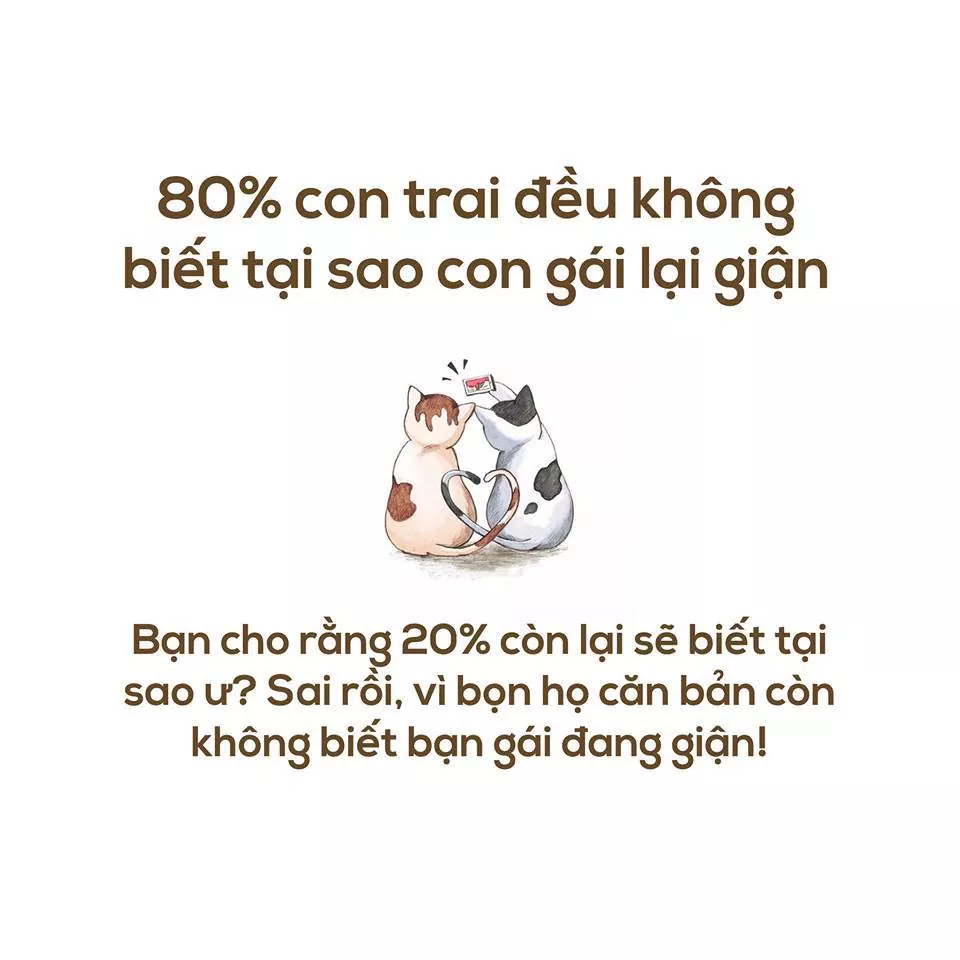 80% con trai đều không
biết tại sao con gái lại giận
Bạn cho rằng 20% còn lại sẽ biết tại
sao ư? Sai rồi, vì bọn họ căn bản còn
không biết bạn gái đang giận!